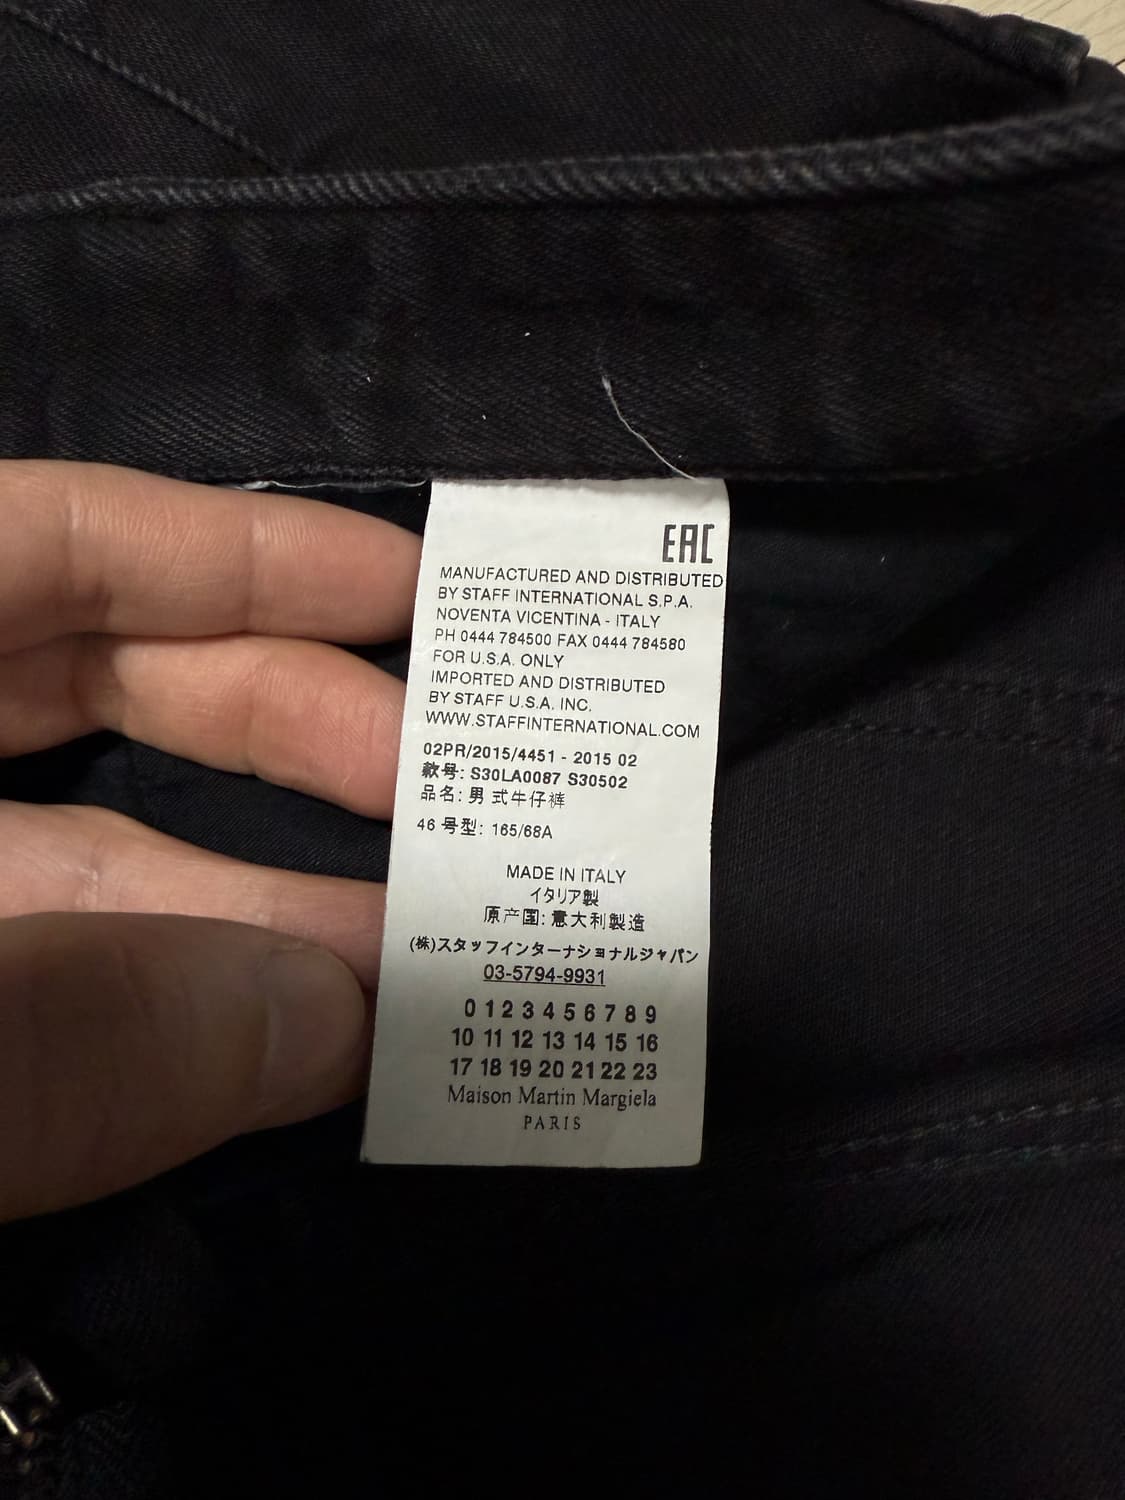 EAC
MANUFACTURED AND DISTRIBUTED
BY STAFF INTERNATIONAL S.P.A.
NOVENTA VICENTINA - ITALY
PH 0444 784500 FAX 0444 784580
FOR U.S.A. ONLY
IMPORTED AND DISTRIBUTED
BY STAFF U.S.A. INC.
WWW.STAFFINTERNATIONAL.COM
02PR/2015/4451 - 2015 02
款号: S30LA0087 S30502
品名: 男 式牛仔裤
46 号型: 165/68A
MADE IN ITALY
イタリア製
原产国: 意大利製造
(株)スタッフインターナショナルジャパン
03-5794-9931
0 1 2 3 4 5 6 7 8 9
10 11 12 13 14 15 16
17 18 19 20 21 22 23
Maison Martin Margiela
PARIS